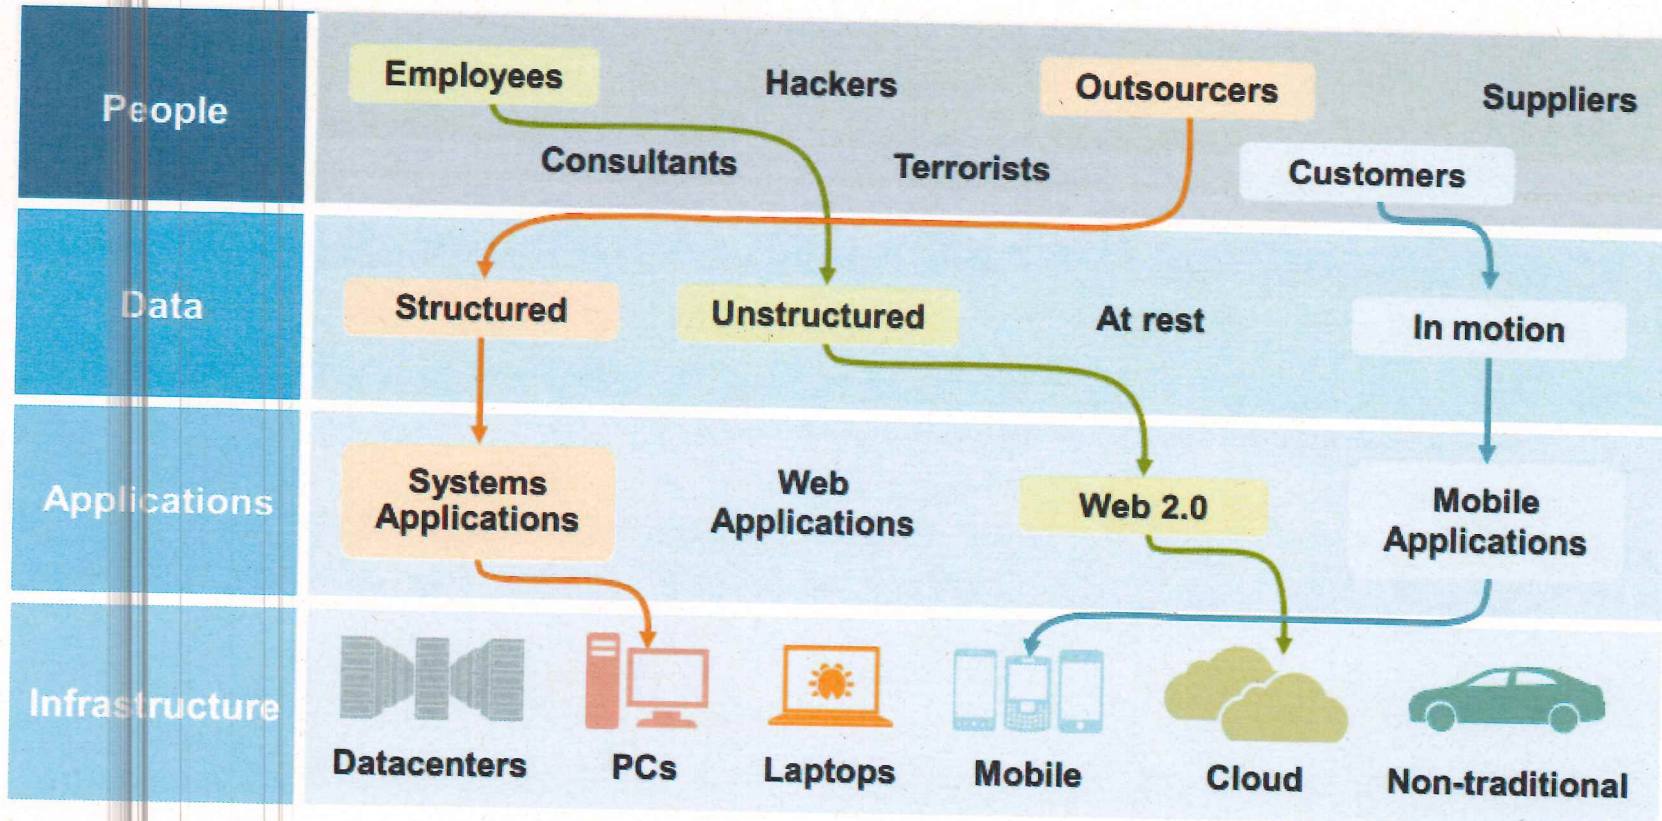 People
Employees
Hackers
Outsourcers
Suppliers
Consultants
Terrorists
Customers
Data
Structured
Unstructured
At rest
In motion
Applications
Systems
Applications
Web
Applications
Web 2.0
Mobile
Applications
Infrastructure
Datacenters
PCs
Laptops
Mobile
Cloud
Non-traditional